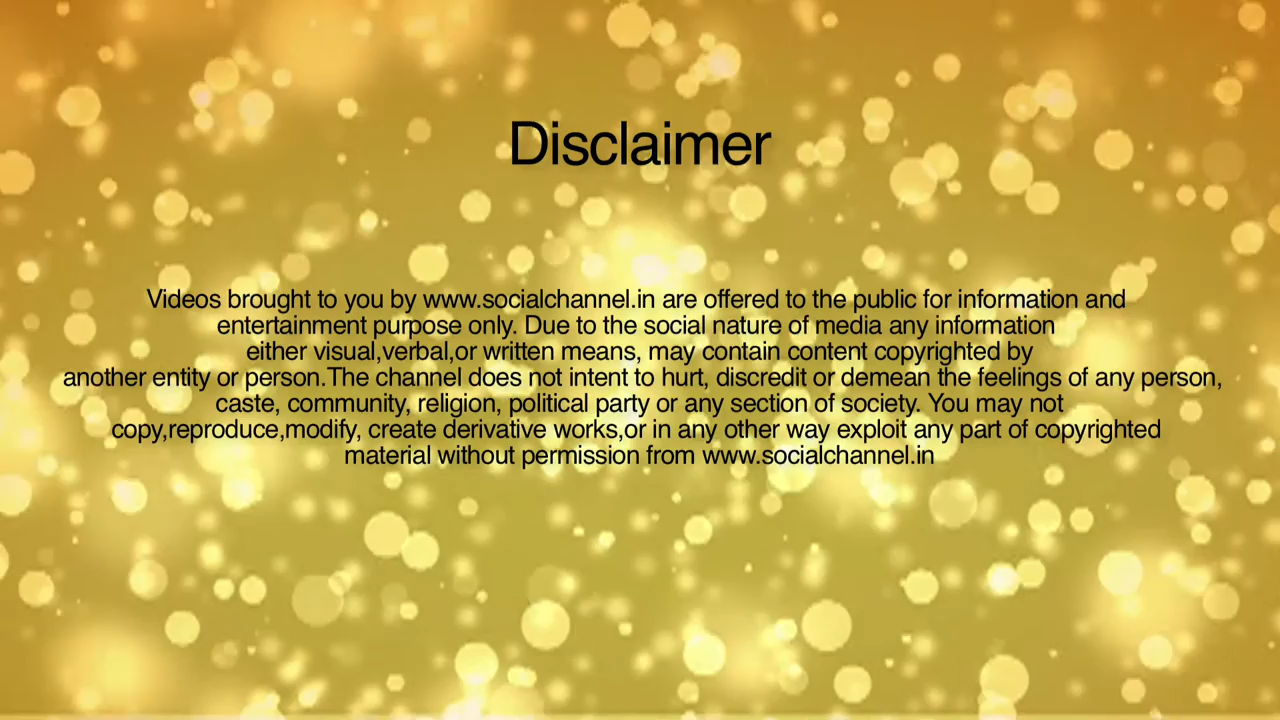 Disclaimer
Videos brought to you by www.socialchannel.in are offered to the public for information and
entertainment purpose only. Due to the social nature of media any information
either visual,verbal,or written means, may contain content copyrighted by
another entity or person.The channel does not intent to hurt, discredit or demean the feelings of any person,
caste, community, religion, political party or any section of society. You may not
copy,reproduce,modify, create derivative works,or in any other way exploit any part of copyrighted
material without permission from www.socialchannel.in